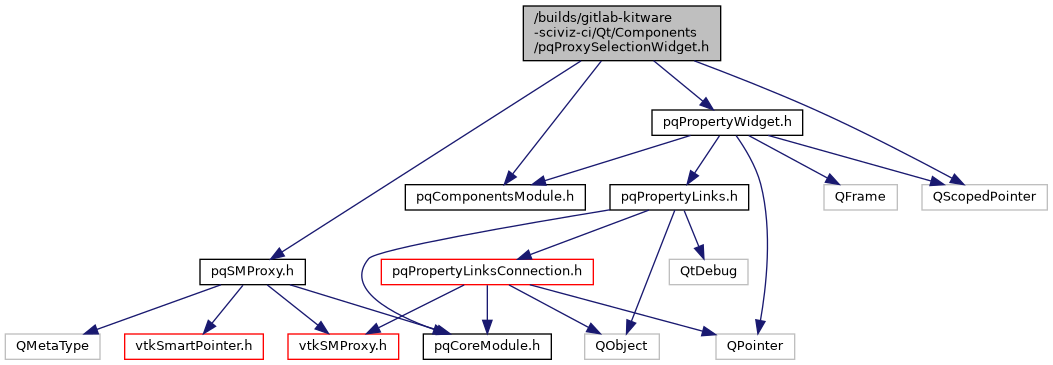 /builds/gitlab-kitware
-sciviz-ci/Qt/Components
/pqProxySelectionWidget.h
pqPropertyWidget.h
pqComponentsModule.h
pqPropertyLinks.h
QFrame
QScopedPointer
pqSMProxy.h
pqPropertyLinksConnection.h
QtDebug
QMetaType
vtkSmartPointer.h
vtkSMProxy.h
pqCoreModule.h
QObject
QPointer